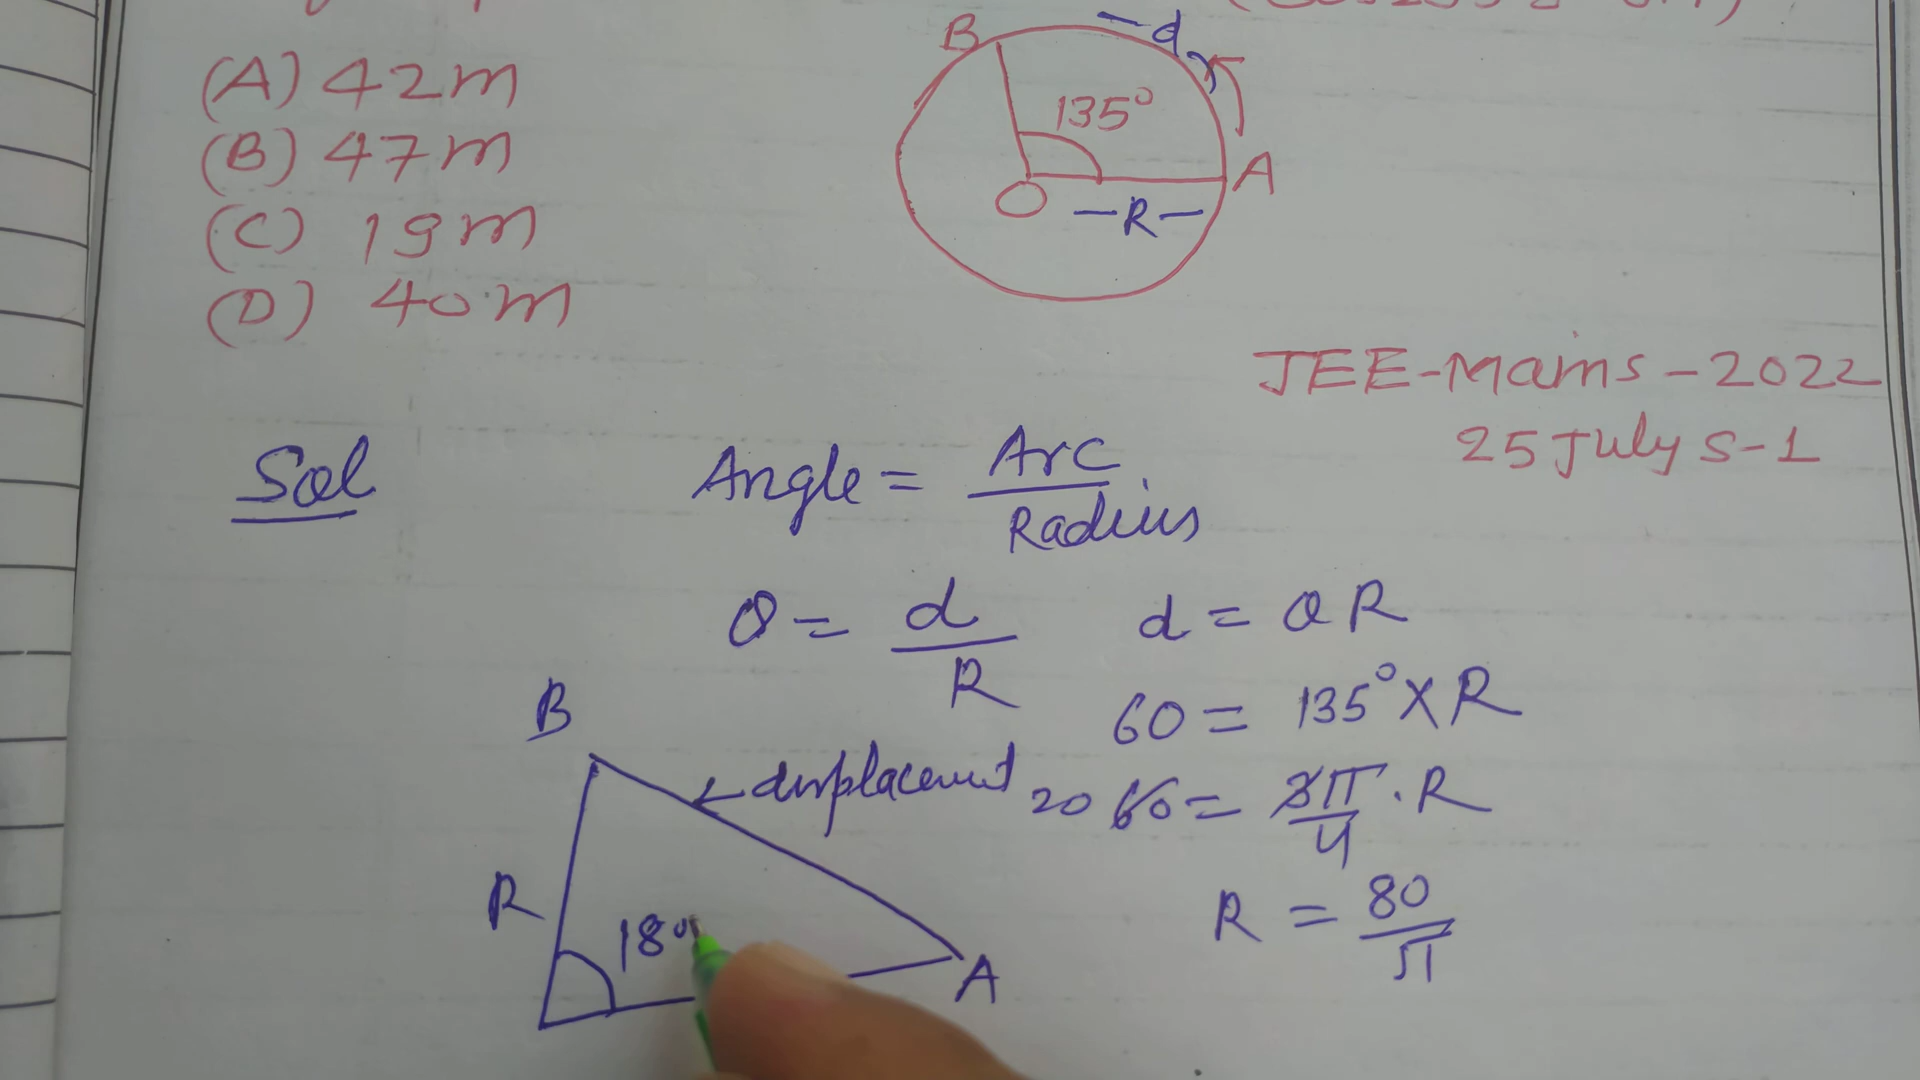 (A) 42m
(B) 47m
(C) 19m
(D) 40m
B
d
135°
A
O
R
JEE-Mains-2022
25 July S-1
Sol
Angle = Arc / Radius
θ = d / R
d = θR
60 = 135° × R
20 60 = 3π/4 . R
R = 80/π
B
displacement
R
180
A